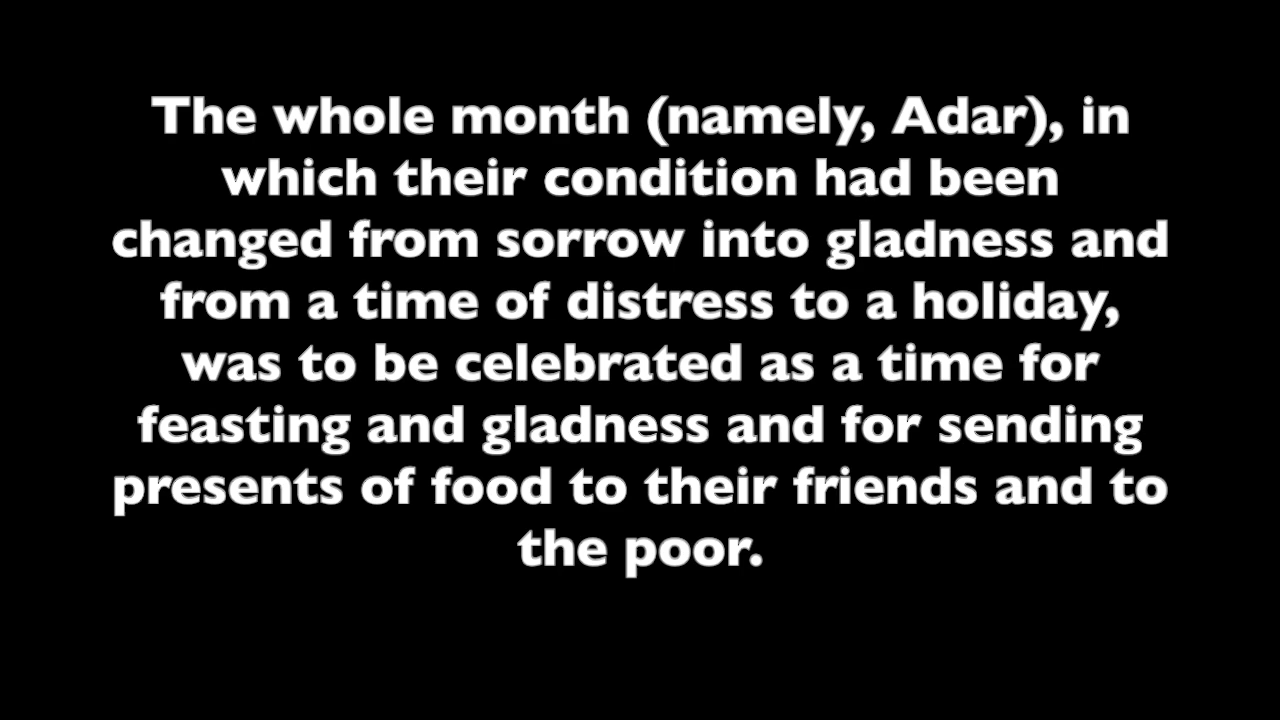 The whole month (namely, Adar), in
which their condition had been
changed from sorrow into gladness and
from a time of distress to a holiday,
was to be celebrated as a time for
feasting and gladness and for sending
presents of food to their friends and to
the poor.